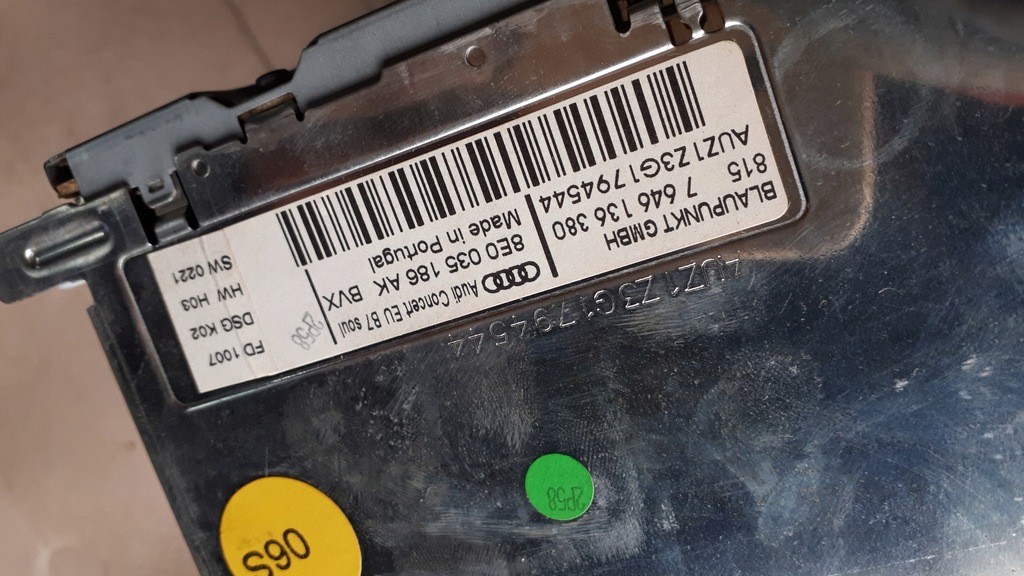 BLAUPUNKT GMBH
815 7 646 136 380
AUZ1Z3G1794544
Audi Concert EU B7 soul
8E0 035 186 AK BVX
Made in Portugal
FD 1007
DSG K02
HW H03
SW 0221
2P58
AUZ1Z3G1794544
2P58
06S